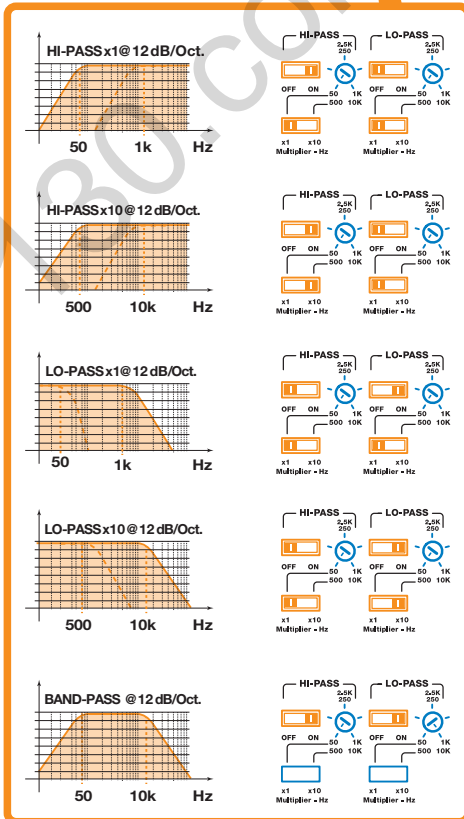 HI-PASS x1@12 dB/Oct.
50 1k Hz
HI-PASS LO-PASS
2.5K 2.5K
250 250
OFF ON 50 1K OFF ON 50 1K
500 10K 500 10K
x1 x10 x1 x10
Multiplier - Hz Multiplier - Hz
HI-PASS x10@12 dB/Oct.
500 10k Hz
HI-PASS LO-PASS
2.5K 2.5K
250 250
OFF ON 50 1K OFF ON 50 1K
500 10K 500 10K
x1 x10 x1 x10
Multiplier - Hz Multiplier - Hz
LO-PASS x1@12 dB/Oct.
50 1k Hz
HI-PASS LO-PASS
2.5K 2.5K
250 250
OFF ON 50 1K OFF ON 50 1K
500 10K 500 10K
x1 x10 x1 x10
Multiplier - Hz Multiplier - Hz
LO-PASS x10@12 dB/Oct.
500 10k Hz
HI-PASS LO-PASS
2.5K 2.5K
250 250
OFF ON 50 1K OFF ON 50 1K
500 10K 500 10K
x1 x10 x1 x10
Multiplier - Hz Multiplier - Hz
BAND-PASS @12 dB/Oct.
50 10k Hz
HI-PASS LO-PASS
2.5K 2.5K
250 250
OFF ON 50 1K OFF ON 50 1K
500 10K 500 10K
x1 x10 x1 x10
Multiplier - Hz Multiplier - Hz
130.co